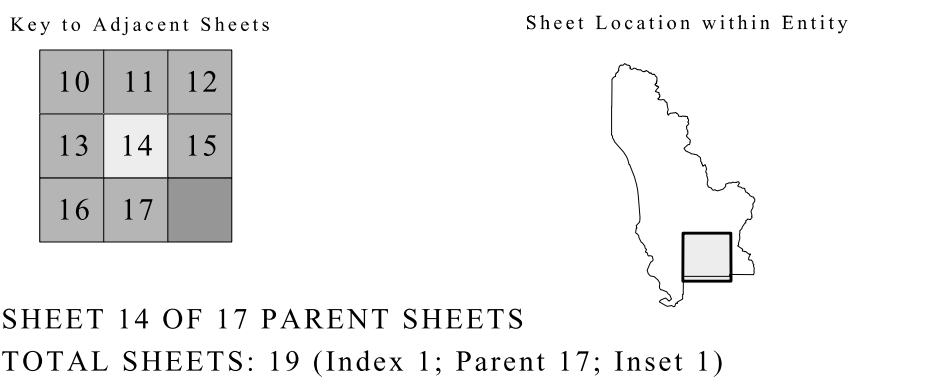 Key to Adjacent Sheets
Sheet Location within Entity
10 11 12
13 14 15
16 17
SHEET 14 OF 17 PARENT SHEETS
TOTAL SHEETS: 19 (Index 1; Parent 17; Inset 1)